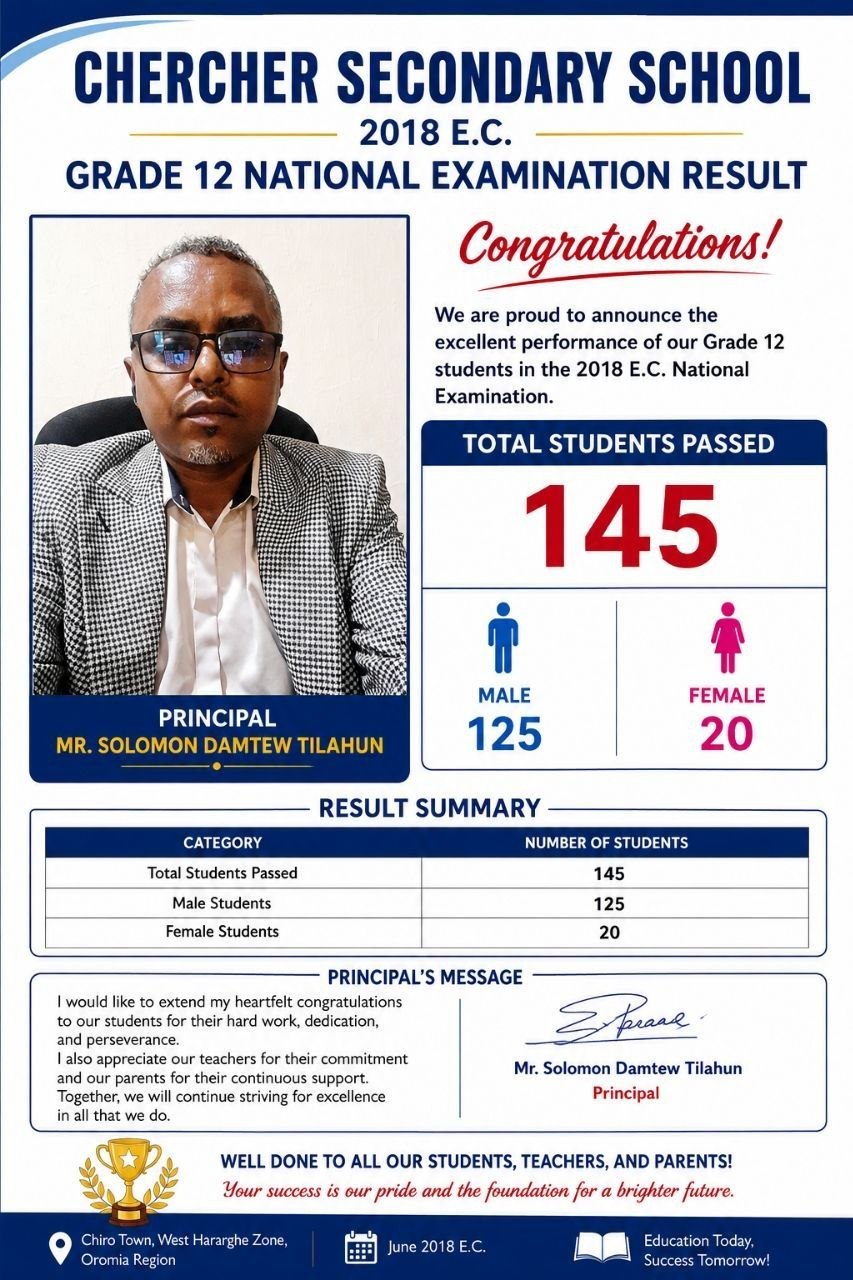 CHERCHER SECONDARY SCHOOL
2018 E.C.
GRADE 12 NATIONAL EXAMINATION RESULT
Congratulations!
We are proud to announce the
excellent performance of our Grade 12
students in the 2018 E.C. National
Examination.
TOTAL STUDENTS PASSED
145
MALE
125
FEMALE
20
PRINCIPAL
MR. SOLOMON DAMTEW TILAHUN
RESULT SUMMARY
CATEGORY NUMBER OF STUDENTS
Total Students Passed 145
Male Students 125
Female Students 20
PRINCIPAL'S MESSAGE
I would like to extend my heartfelt congratulations
to our students for their hard work, dedication,
and perseverance.
I also appreciate our teachers for their commitment
and our parents for their continuous support.
Together, we will continue striving for excellence
in all that we do.
Mr. Solomon Damtew Tilahun
Principal
WELL DONE TO ALL OUR STUDENTS, TEACHERS, AND PARENTS!
Your success is our pride and the foundation for a brighter future.
Chiro Town, West Hararghe Zone,
Oromia Region
June 2018 E.C.
Education Today,
Success Tomorrow!